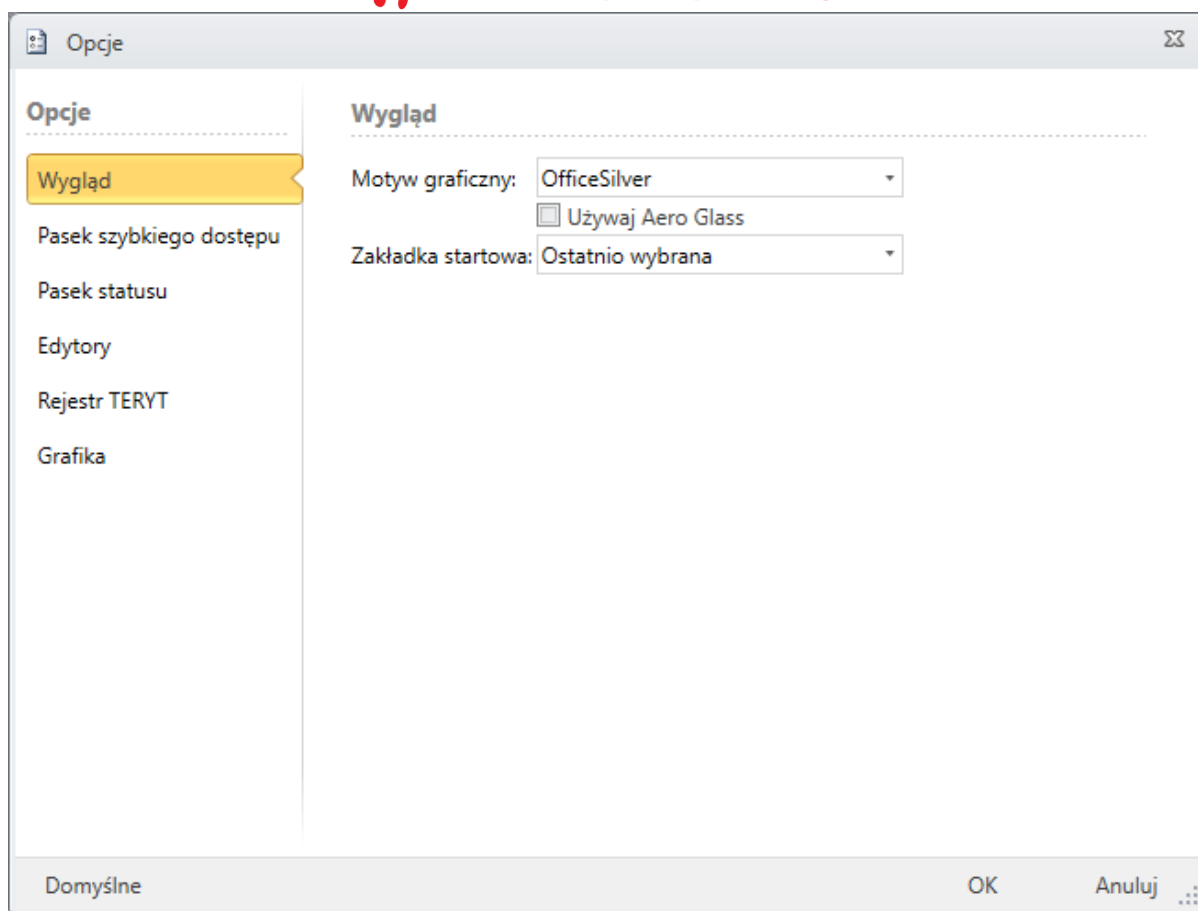 Opcje
Opcje
Wygląd
Pasek szybkiego dostępu
Pasek statusu
Edytory
Rejestr TERYT
Grafika
Wygląd
Motyw graficzny: OfficeSilver
Używaj Aero Glass
Zakładka startowa: Ostatnio wybrana
Domyślne OK Anuluj